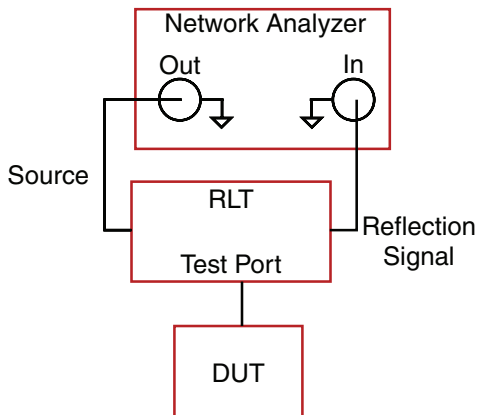 Network Analyzer
Out
In
Source
RLT
Reflection
Signal
Test Port
DUT